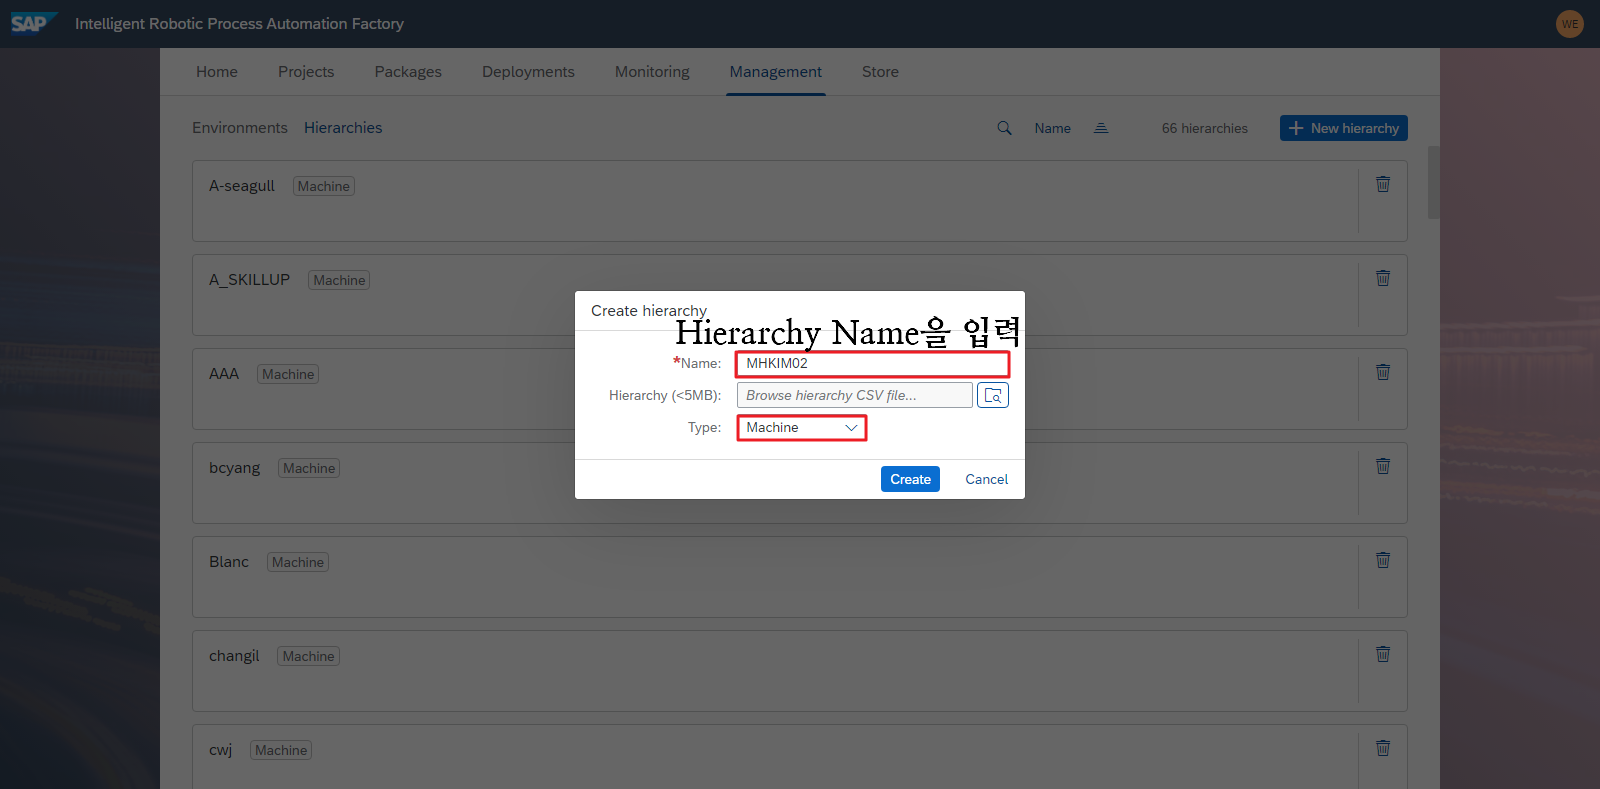 SAP Intelligent Robotic Process Automation Factory WE
Home Projects Packages Deployments Monitoring Management Store
Environments Hierarchies Name 66 hierarchies + New hierarchy
A-seagull Machine
A_SKILLUP Machine
AAA Machine
bcyang Machine
Blanc Machine
changil Machine
cwj Machine
Create hierarchy
Hierarchy Name을 입력
*Name: MHKIM02
Hierarchy (<5MB): Browse hierarchy CSV file...
Type: Machine
Create Cancel